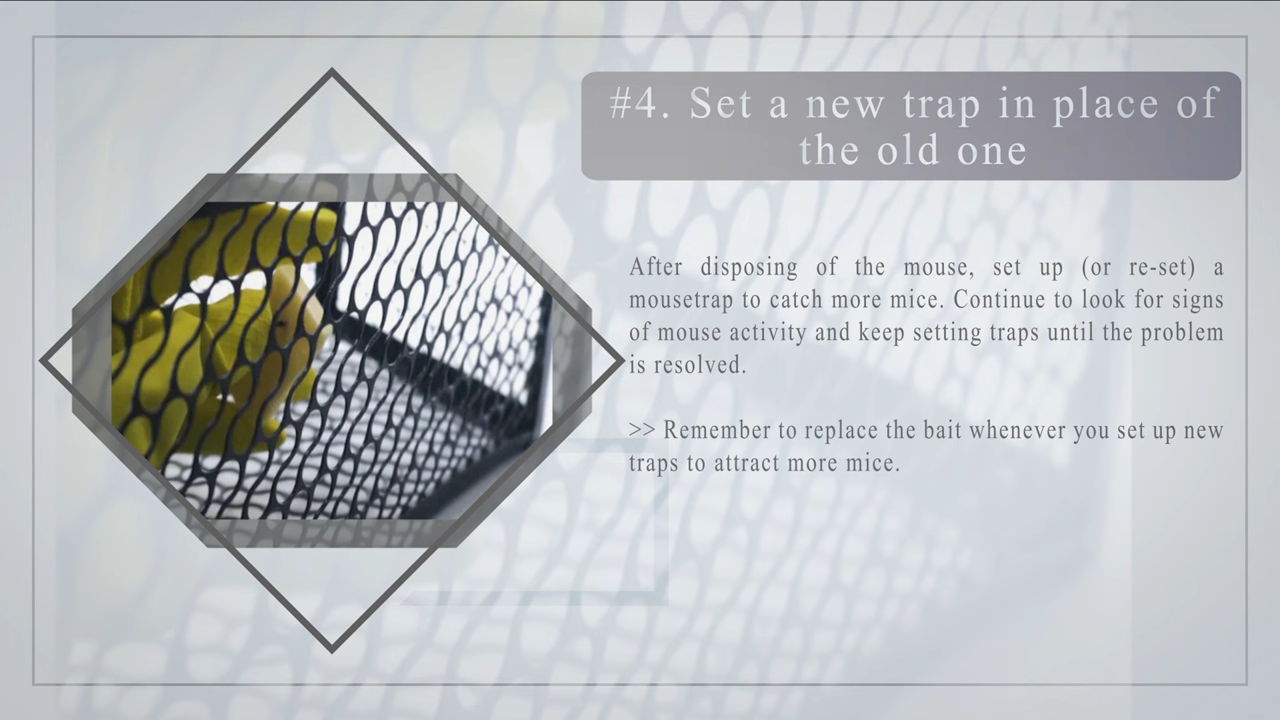 #4. Set a new trap in place of
the old one
After disposing of the mouse, set up (or re-set) a
mousetrap to catch more mice. Continue to look for signs
of mouse activity and keep setting traps until the problem
is resolved.
>> Remember to replace the bait whenever you set up new
traps to attract more mice.